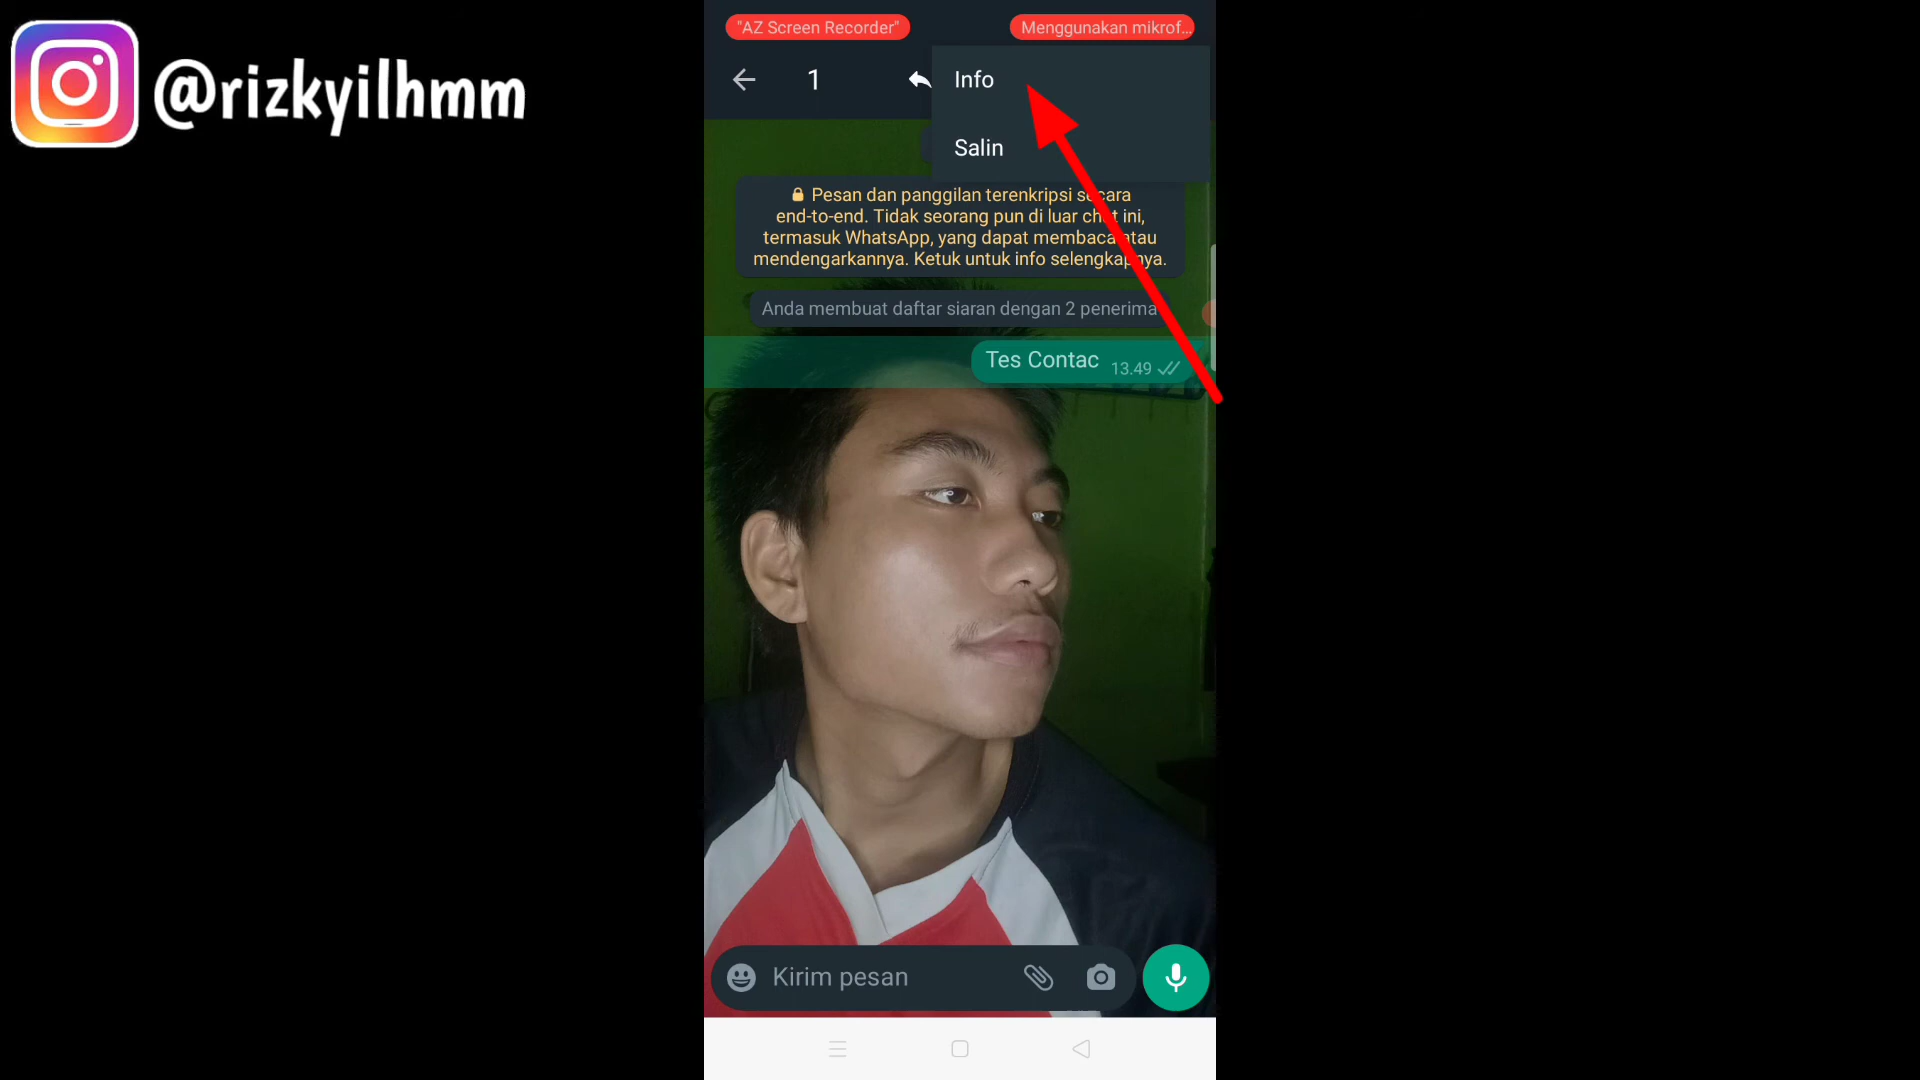 @rizkyilhmm
"AZ Screen Recorder"
Menggunakan mikrof...
1
Info
Salin
Pesan dan panggilan terenkripsi secara
end-to-end. Tidak seorang pun di luar chat ini,
termasuk WhatsApp, yang dapat membaca atau
mendengarkannya. Ketuk untuk info selengkapnya.
Anda membuat daftar siaran dengan 2 penerima
Tes Contac
13.49
Kirim pesan